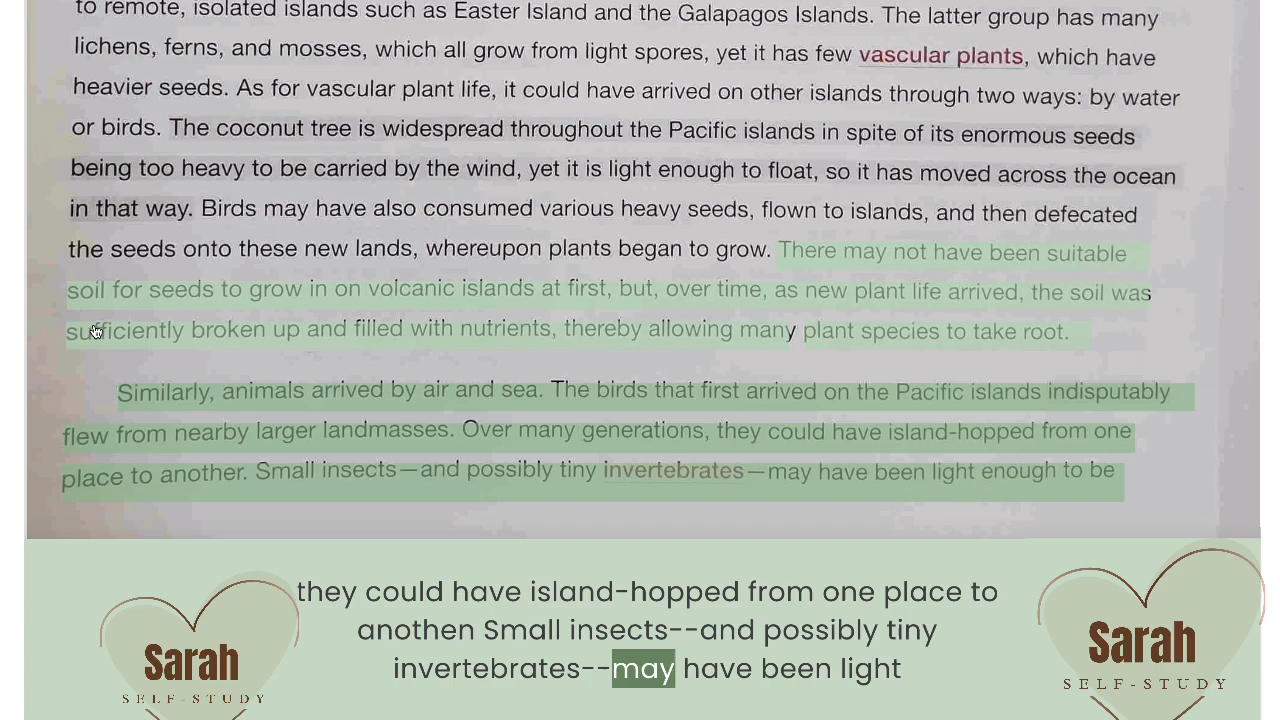 to remote, isolated islands such as Easter Island and the Galapagos Islands. The latter group has many
lichens, ferns, and mosses, which all grow from light spores, yet it has few vascular plants, which have
heavier seeds. As for vascular plant life, it could have arrived on other islands through two ways: by water
or birds. The coconut tree is widespread throughout the Pacific islands in spite of its enormous seeds
being too heavy to be carried by the wind, yet it is light enough to float, so it has moved across the ocean
in that way. Birds may have also consumed various heavy seeds, flown to islands, and then defecated
the seeds onto these new lands, whereupon plants began to grow. There may not have been suitable
soil for seeds to grow in on volcanic islands at first, but, over time, as new plant life arrived, the soil was
sufficiently broken up and filled with nutrients, thereby allowing many plant species to take root.
Similarly, animals arrived by air and sea. The birds that first arrived on the Pacific islands indisputably
flew from nearby larger landmasses. Over many generations, they could have island-hopped from one
place to another. Small insects—and possibly tiny invertebrates—may have been light enough to be
they could have island-hopped from one place to
anothen Small insects--and possibly tiny
invertebrates--may have been light
Sarah
SELF-STUDY
Sarah
SELF-STUDY